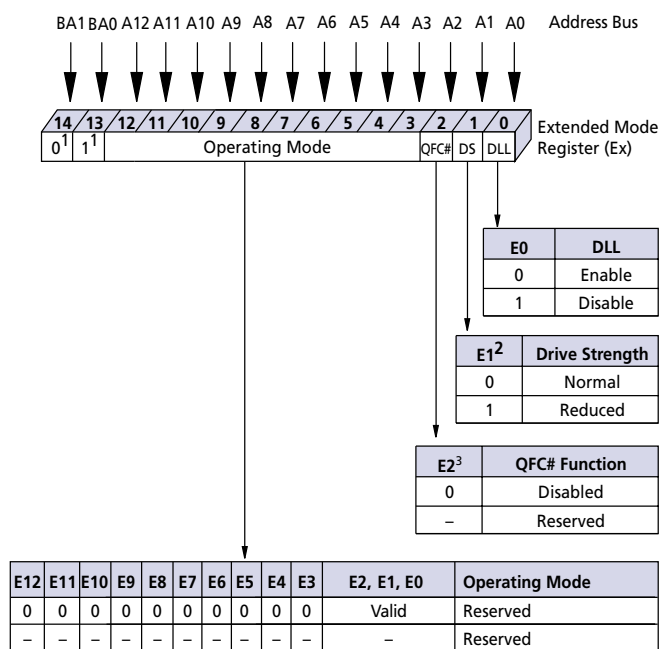 BA1 BA0 A12 A11 A10 A9 A8 A7 A6 A5 A4 A3 A2 A1 A0 Address Bus
14 13 12 11 10 9 8 7 6 5 4 3 2 1 0
Extended Mode
Register (Ex)
0¹ 1¹ Operating Mode QFC# DS DLL
E0 DLL
0 Enable
1 Disable
E1² Drive Strength
0 Normal
1 Reduced
E2³ QFC# Function
0 Disabled
– Reserved
E12 E11 E10 E9 E8 E7 E6 E5 E4 E3 E2, E1, E0 Operating Mode
0 0 0 0 0 0 0 0 0 0 Valid Reserved
– – – – – – – – – – – Reserved